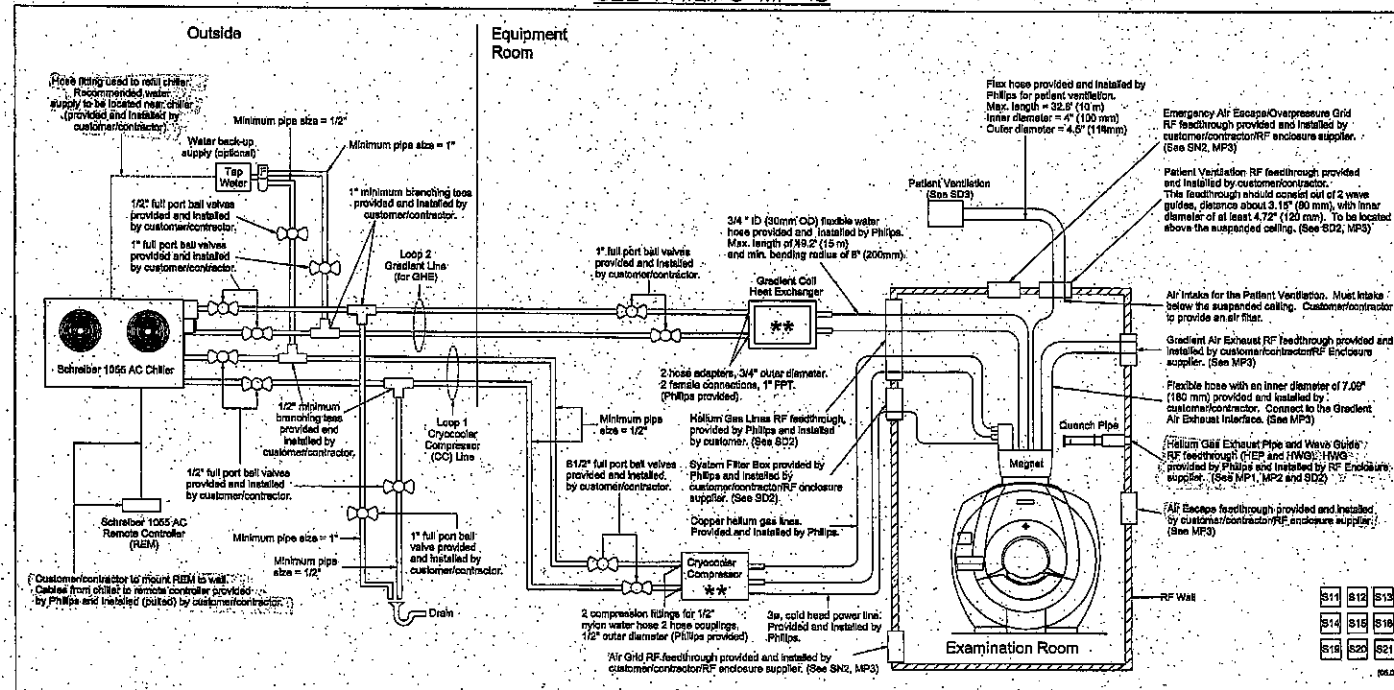 Outside
Equipment
Room
Hose fitting used to refill chiller.
Recommended water
supply to be located near chiller
(provided and installed by
customer/contractor)
Minimum pipe size = 1/2"
Water back-up
supply (optional)
Tap
Water
Minimum pipe size = 1"
1" minimum branching tees
provided and installed by
customer/contractor.
1/2" full port ball valves
provided and installed
by customer/contractor.
1" full port ball valves
provided and installed
by customer/contractor.
Loop 2
Gradient Line
(for GHE)
Schreiber 1055 AC Chiller
1/2" minimum
branching tees
provided and
installed by
customer/contractor.
Loop 1
Cryocooler
Compressor
(CC) Line
1/2" full port ball valves
provided and installed
by customer/contractor.
Schreiber 1055 AC
Remote Controller
(REM)
Minimum pipe size = 1"
Minimum pipe
size = 1/2"
1" full port ball
valve provided
and installed by
customer/contractor.
Customer/contractor to mount REM to wall.
Cables from chiller to remote controller provided
by Philips and installed (pulled) by customer/contractor.
Drain
1" full port ball valves
provided and installed
by customer/contractor.
Gradient Coil
Heat Exchanger
**
3/4" ID (30mm OD) flexible water
hose provided and installed by Philips.
Max. length of 49.2' (15 m)
and min. bending radius of 8" (200mm).
Patient Ventilation
(See SD3)
Flex hose provided and installed by
Philips for patient ventilation.
Max. length = 32.8' (10 m)
Inner diameter = 4" (100 mm)
Outer diameter = 4.5" (114mm)
2 hose adapters, 3/4" outer diameter.
2 female connections, 1" FPT.
(Philips provided).
Minimum pipe
size = 1/2"
81/2" full port ball valves
provided and installed
by customer/contractor.
Helium Gas Lines RF feedthrough,
provided by Philips and installed
by customer. (See SD2)
System Filter Box provided by
Philips and installed by
customer/contractor/RF enclosure
supplier. (See SD2)
Copper helium gas lines.
Provided and installed by Philips.
Cryocooler
Compressor
**
2 compression fittings for 1/2"
nylon water hose 2 hose couplings,
1/2" outer diameter (Philips provided)
3ø, cold head power line.
Provided and installed by
Philips.
Air Grid RF feedthrough provided and installed by
customer/contractor/RF enclosure supplier. (See SN2, MP3)
Emergency Air Escape/Overpressure Grid
RF feedthrough provided and installed by
customer/contractor/RF enclosure supplier.
(See SN2, MP3)
Patient Ventilation RF feedthrough provided
and installed by customer/contractor.
This feedthrough should consist out of 2 wave
guides, distance about 3.15" (80 mm), with inner
diameter of at least 4.72" (120 mm). To be located
above the suspended ceiling. (See SD2, MP3)
Air Intake for the Patient Ventilation. Must intake
below the suspended ceiling. Customer/contractor
to provide an air filter.
Gradient Air Exhaust RF feedthrough provided and
installed by customer/contractor/RF Enclosure
supplier. (See MP3)
Flexible hose with an inner diameter of 7.09"
(180 mm) provided and installed by
customer/contractor. Connect to the Gradient
Air Exhaust Interface. (See MP3)
Quench Pipe
Helium Gas Exhaust Pipe and Wave Guide
RF feedthrough (HEP and HWG). HWG
provided by Philips and installed by RF Enclosure
supplier. (See MP1, MP2 and SD2)
Air Escape feedthrough provided and installed
by customer/contractor/RF enclosure supplier.
(See MP3)
Magnet
RF Wall
Examination Room
S11 S12 S13
S14 S15 S16
S19 S20 S21